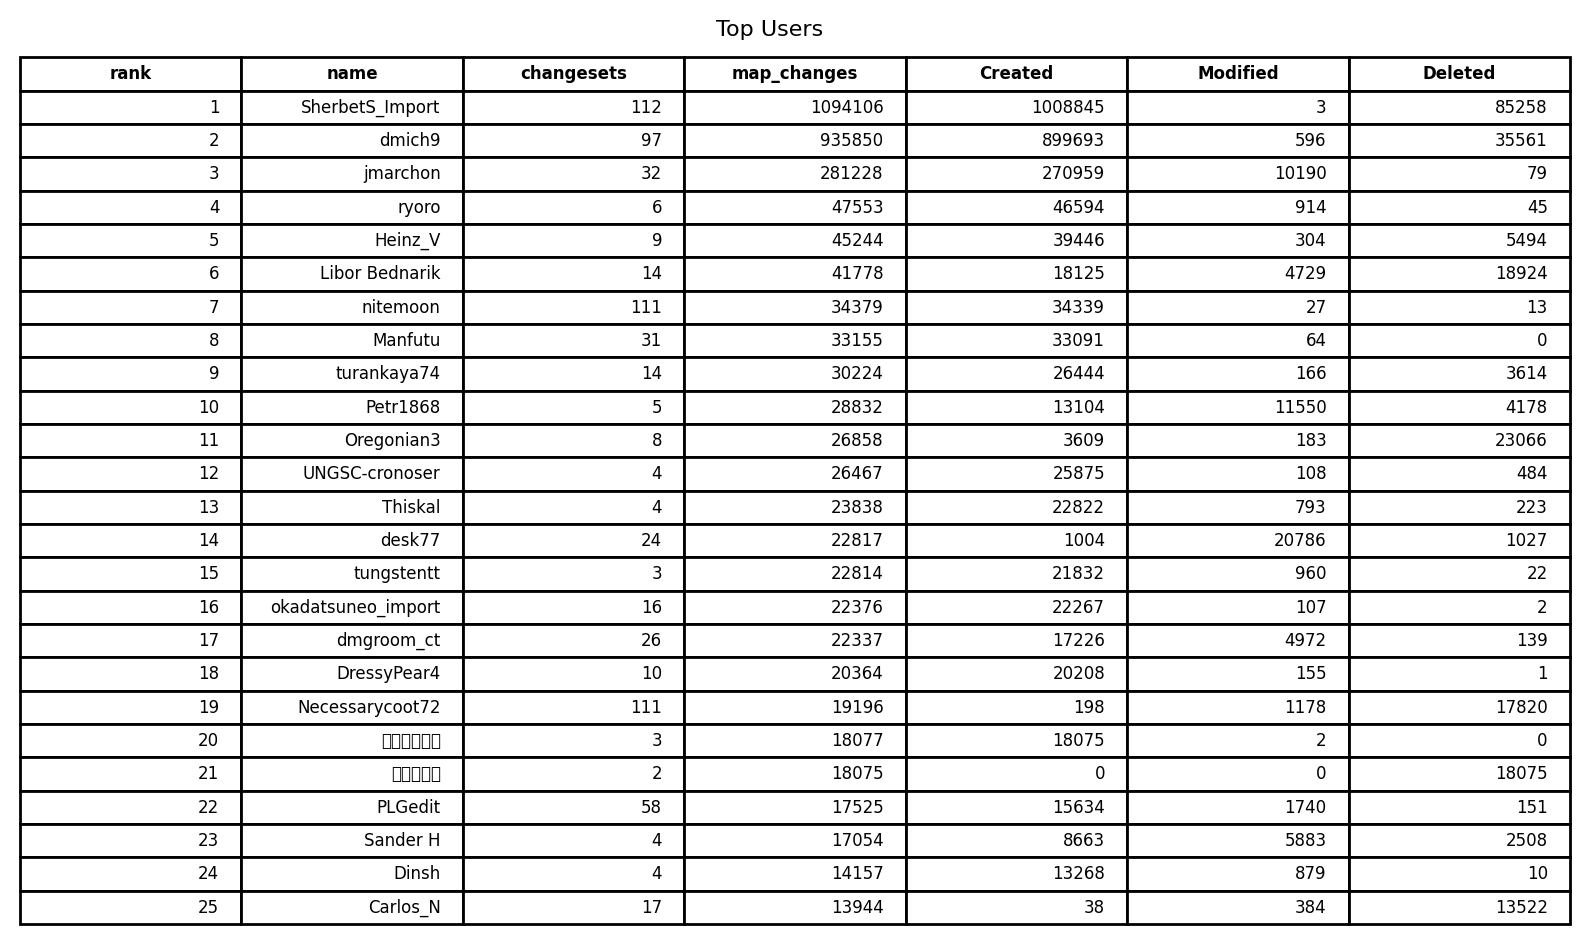 Top Users
rank name changesets map_changes Created Modified Deleted
1 SherbetS_Import 112 1094106 1008845 3 85258
2 dmich9 97 935850 899693 596 35561
3 jmarchon 32 281228 270959 10190 79
4 ryoro 6 47553 46594 914 45
5 Heinz_V 9 45244 39446 304 5494
6 Libor Bednarik 14 41778 18125 4729 18924
7 nitemoon 111 34379 34339 27 13
8 Manfutu 31 33155 33091 64 0
9 turankaya74 14 30224 26444 166 3614
10 Petr1868 5 28832 13104 11550 4178
11 Oregonian3 8 26858 3609 183 23066
12 UNGSC-cronoser 4 26467 25875 108 484
13 Thiskal 4 23838 22822 793 223
14 desk77 24 22817 1004 20786 1027
15 tungstentt 3 22814 21832 960 22
16 okadatsuneo_import 16 22376 22267 107 2
17 dmgroom_ct 26 22337 17226 4972 139
18 DressyPear4 10 20364 20208 155 1
19 Necessarycoot72 111 19196 198 1178 17820
20 3 18077 18075 2 0
21 2 18075 0 0 18075
22 PLGedit 58 17525 15634 1740 151
23 Sander H 4 17054 8663 5883 2508
24 Dinsh 4 14157 13268 879 10
25 Carlos_N 17 13944 38 384 13522